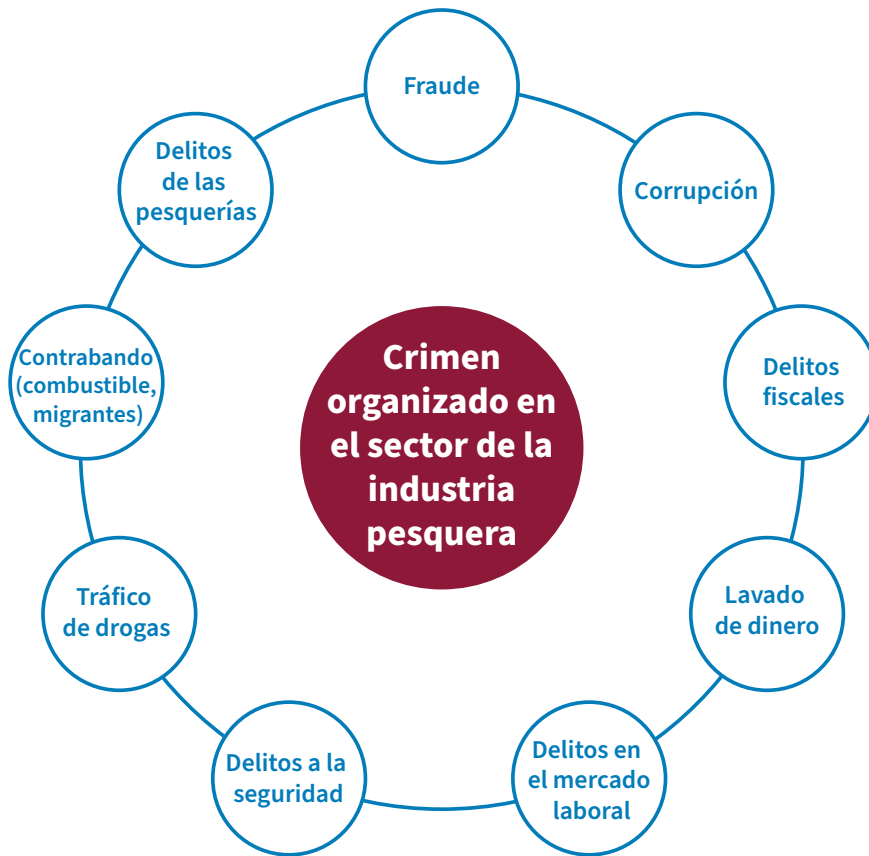 Fraude
Corrupción
Delitos
fiscales
Lavado
de dinero
Delitos en
el mercado
laboral
Delitos a la
seguridad
Tráfico
de drogas
Contrabando
(combustible,
migrantes)
Delitos
de las
pesquerías
Crimen
organizado en
el sector de la
industria
pesquera